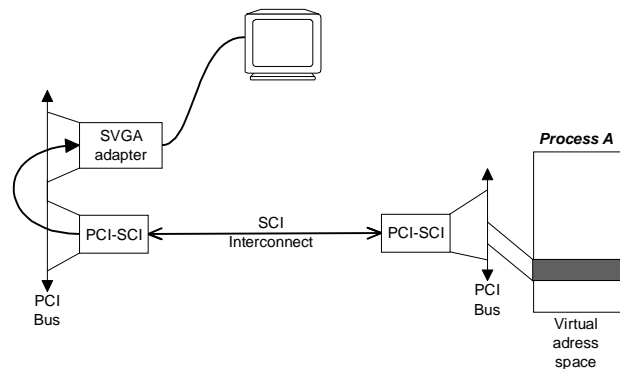 SVGA
adapter
Process A
PCI-SCI
SCI
Interconnect
PCI-SCI
PCI
Bus
PCI
Bus
Virtual
adress
space